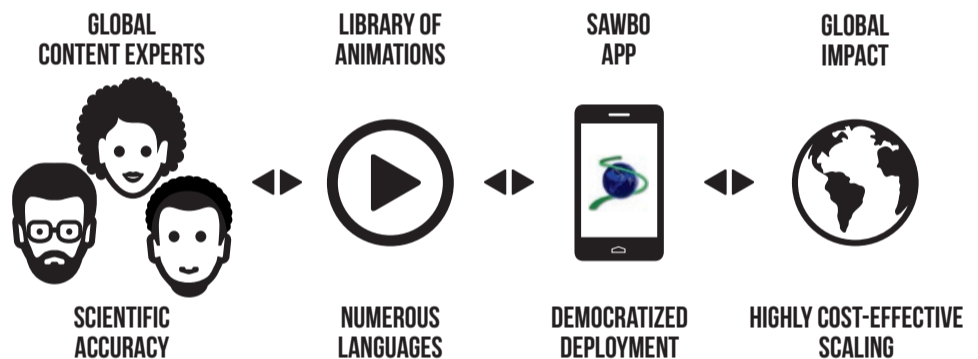 GLOBAL
CONTENT EXPERTS
LIBRARY OF
ANIMATIONS
SAWBO
APP
GLOBAL
IMPACT
SCIENTIFIC
ACCURACY
NUMEROUS
LANGUAGES
DEMOCRATIZED
DEPLOYMENT
HIGHLY COST-EFFECTIVE
SCALING